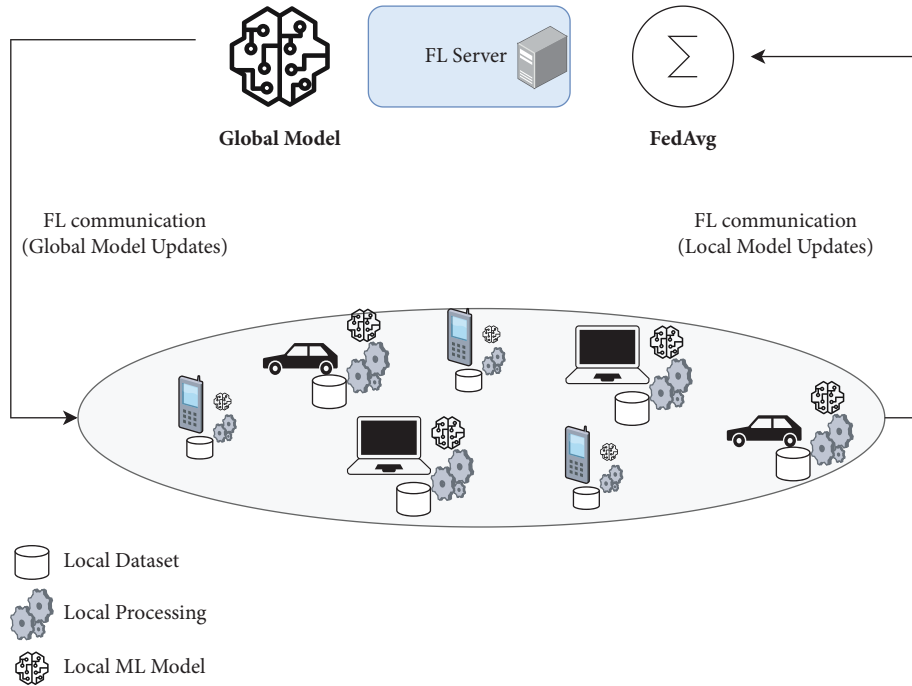 FL Server
Global Model
FedAvg
FL communication
(Global Model Updates)
FL communication
(Local Model Updates)
Local Dataset
Local Processing
Local ML Model